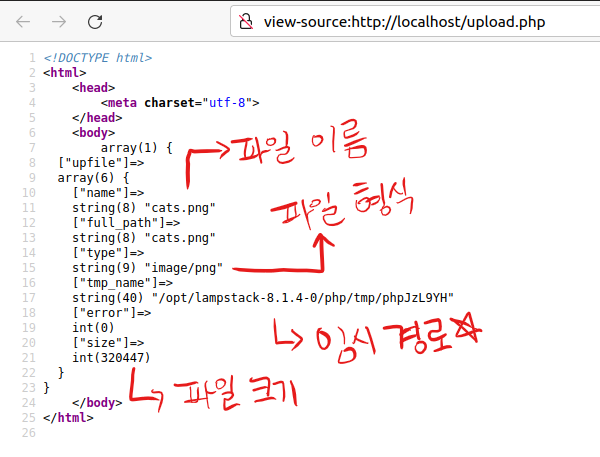 view-source:http://localhost/upload.php
1 <!DOCTYPE html>
2 <html>
3 <head>
4 <meta charset="utf-8">
5 </head>
6 <body>
7 array(1) {
8 ["upfile"]=>
9 array(6) {
10 ["name"]=>
11 string(8) "cats.png"
12 ["full_path"]=>
13 string(8) "cats.png"
14 ["type"]=>
15 string(9) "image/png"
16 ["tmp_name"]=>
17 string(40) "/opt/lampstack-8.1.4-0/php/tmp/phpJzL9YH"
18 ["error"]=>
19 int(0)
20 ["size"]=>
21 int(320447)
22 }
23 }
24 </body>
25 </html>
26
파일 이름
파일 형식
임시 경로
파일 크기